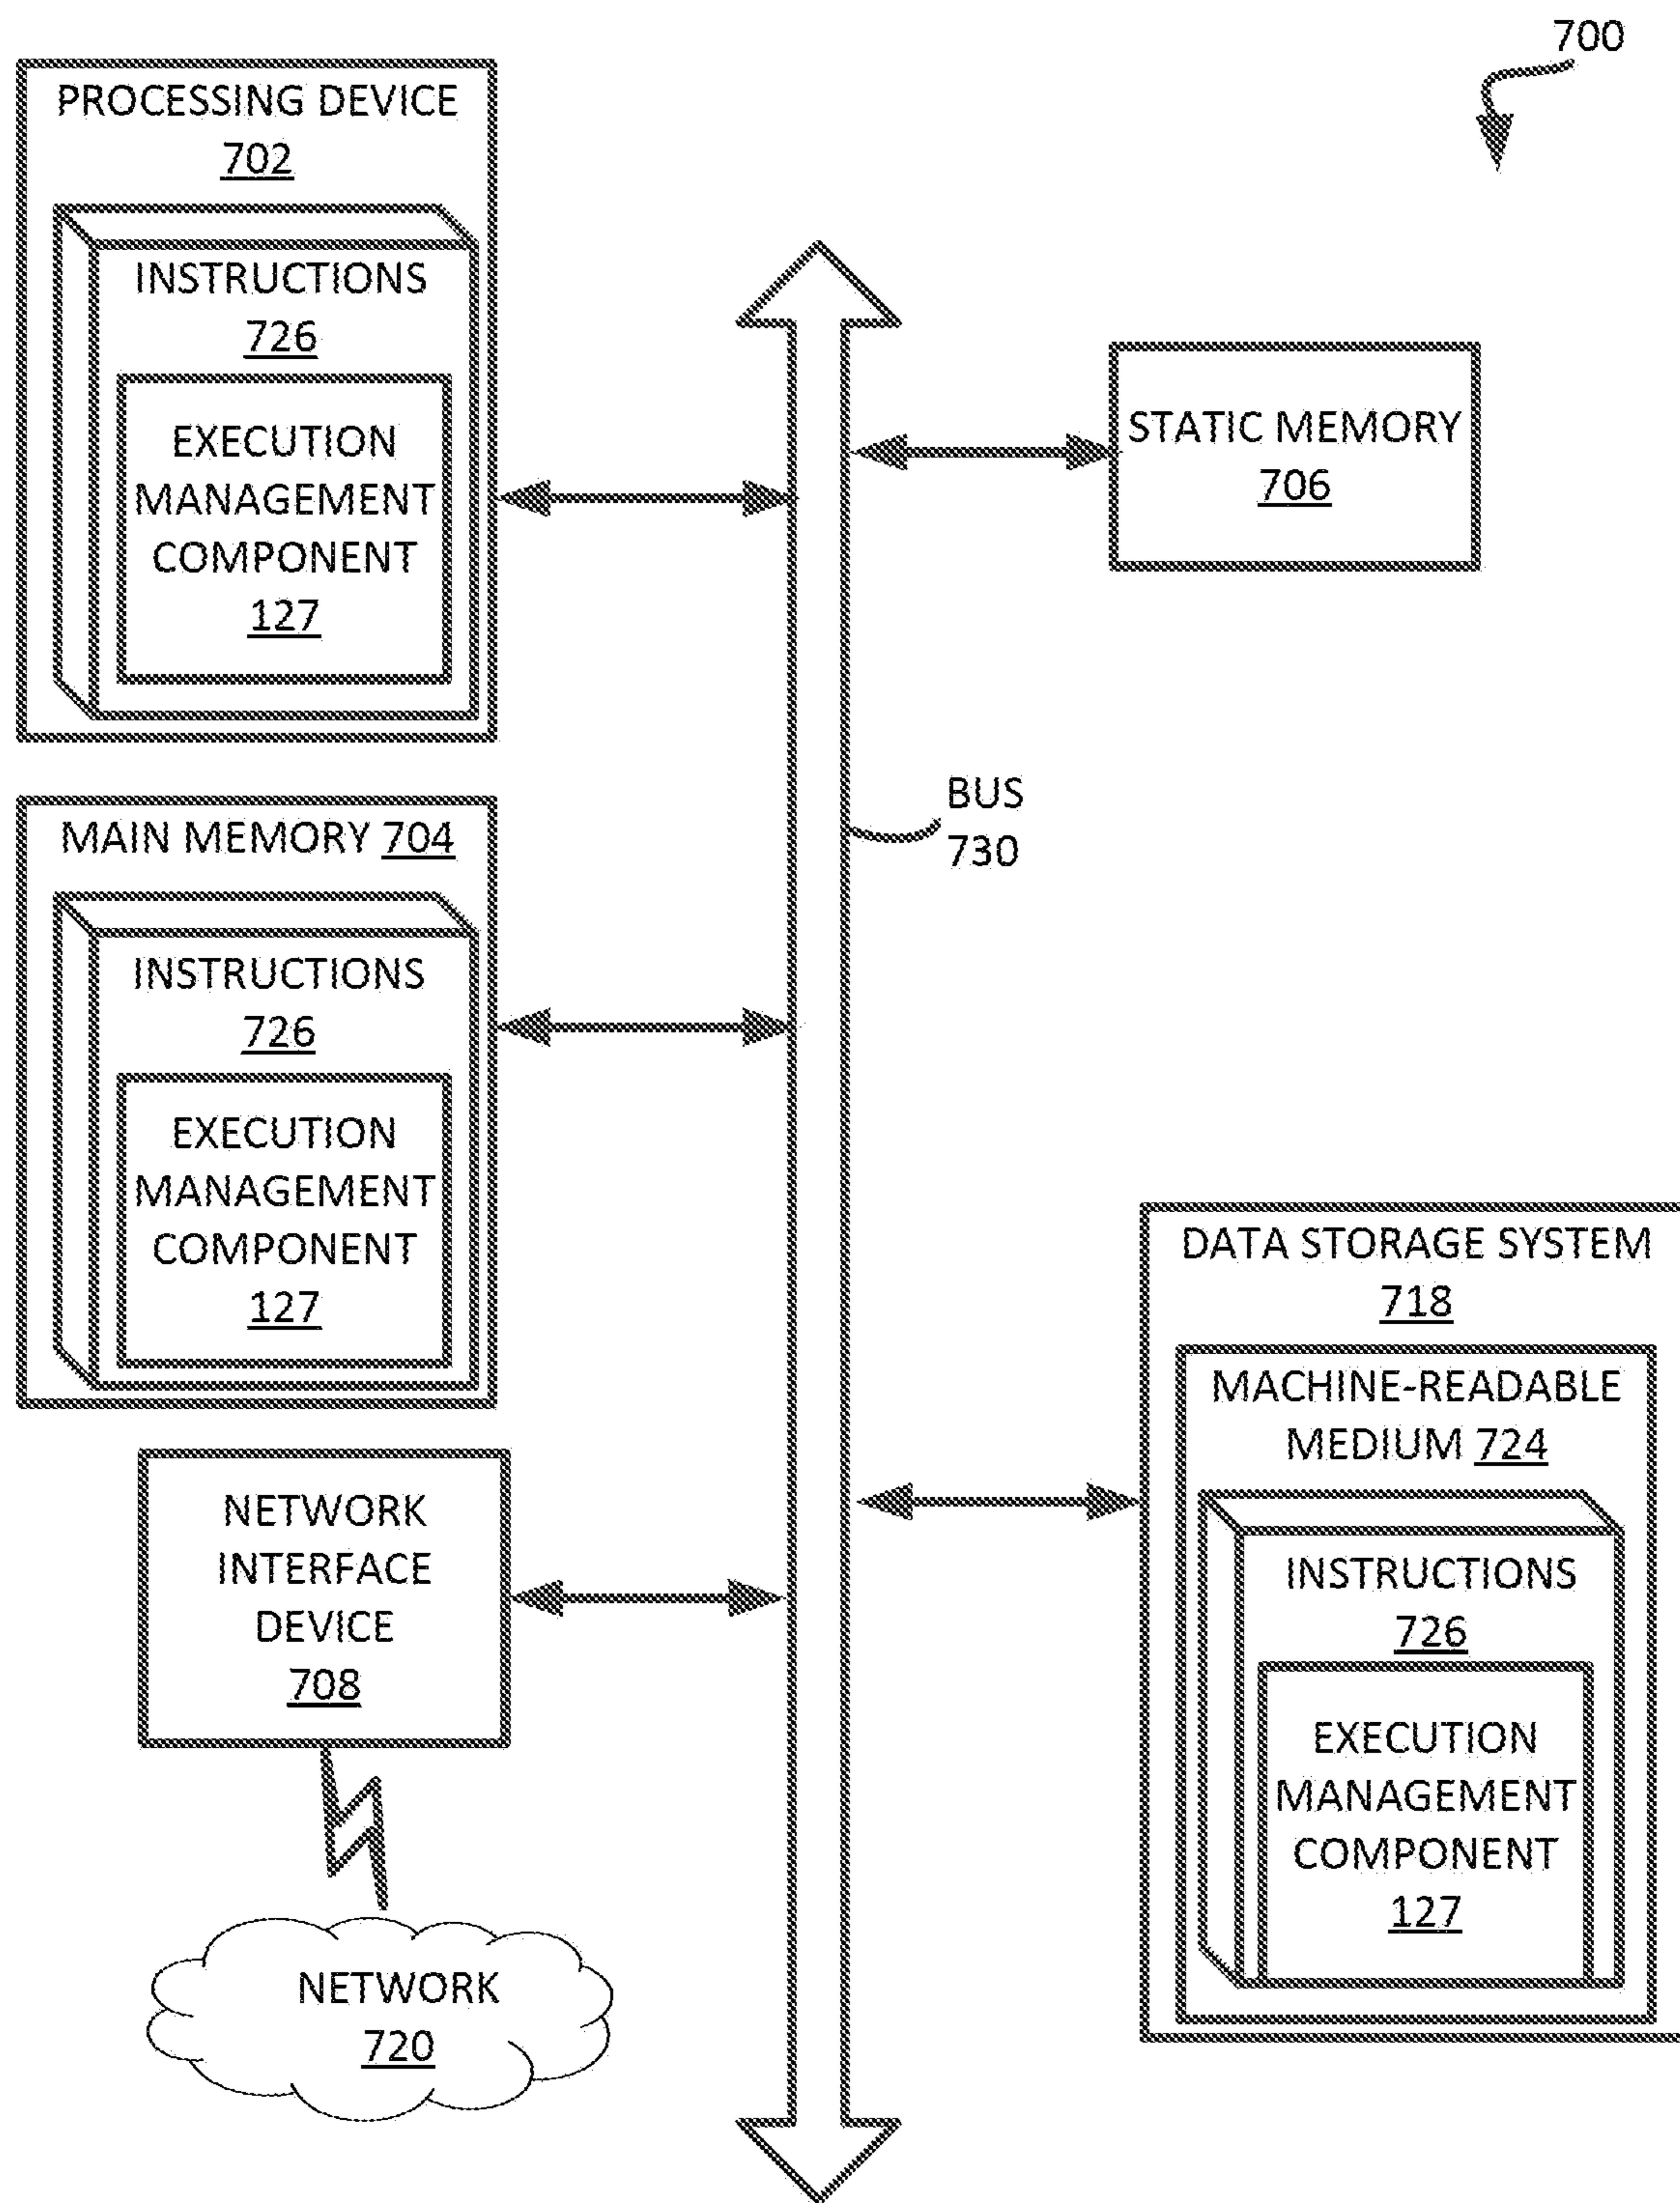 700
PROCESSING DEVICE
702
INSTRUCTIONS
726
EXECUTION
MANAGEMENT
COMPONENT
127
STATIC MEMORY
706
BUS
730
MAIN MEMORY 704
INSTRUCTIONS
726
EXECUTION
MANAGEMENT
COMPONENT
127
DATA STORAGE SYSTEM
718
MACHINE-READABLE
MEDIUM 724
INSTRUCTIONS
726
EXECUTION
MANAGEMENT
COMPONENT
127
NETWORK
INTERFACE
DEVICE
708
NETWORK
720